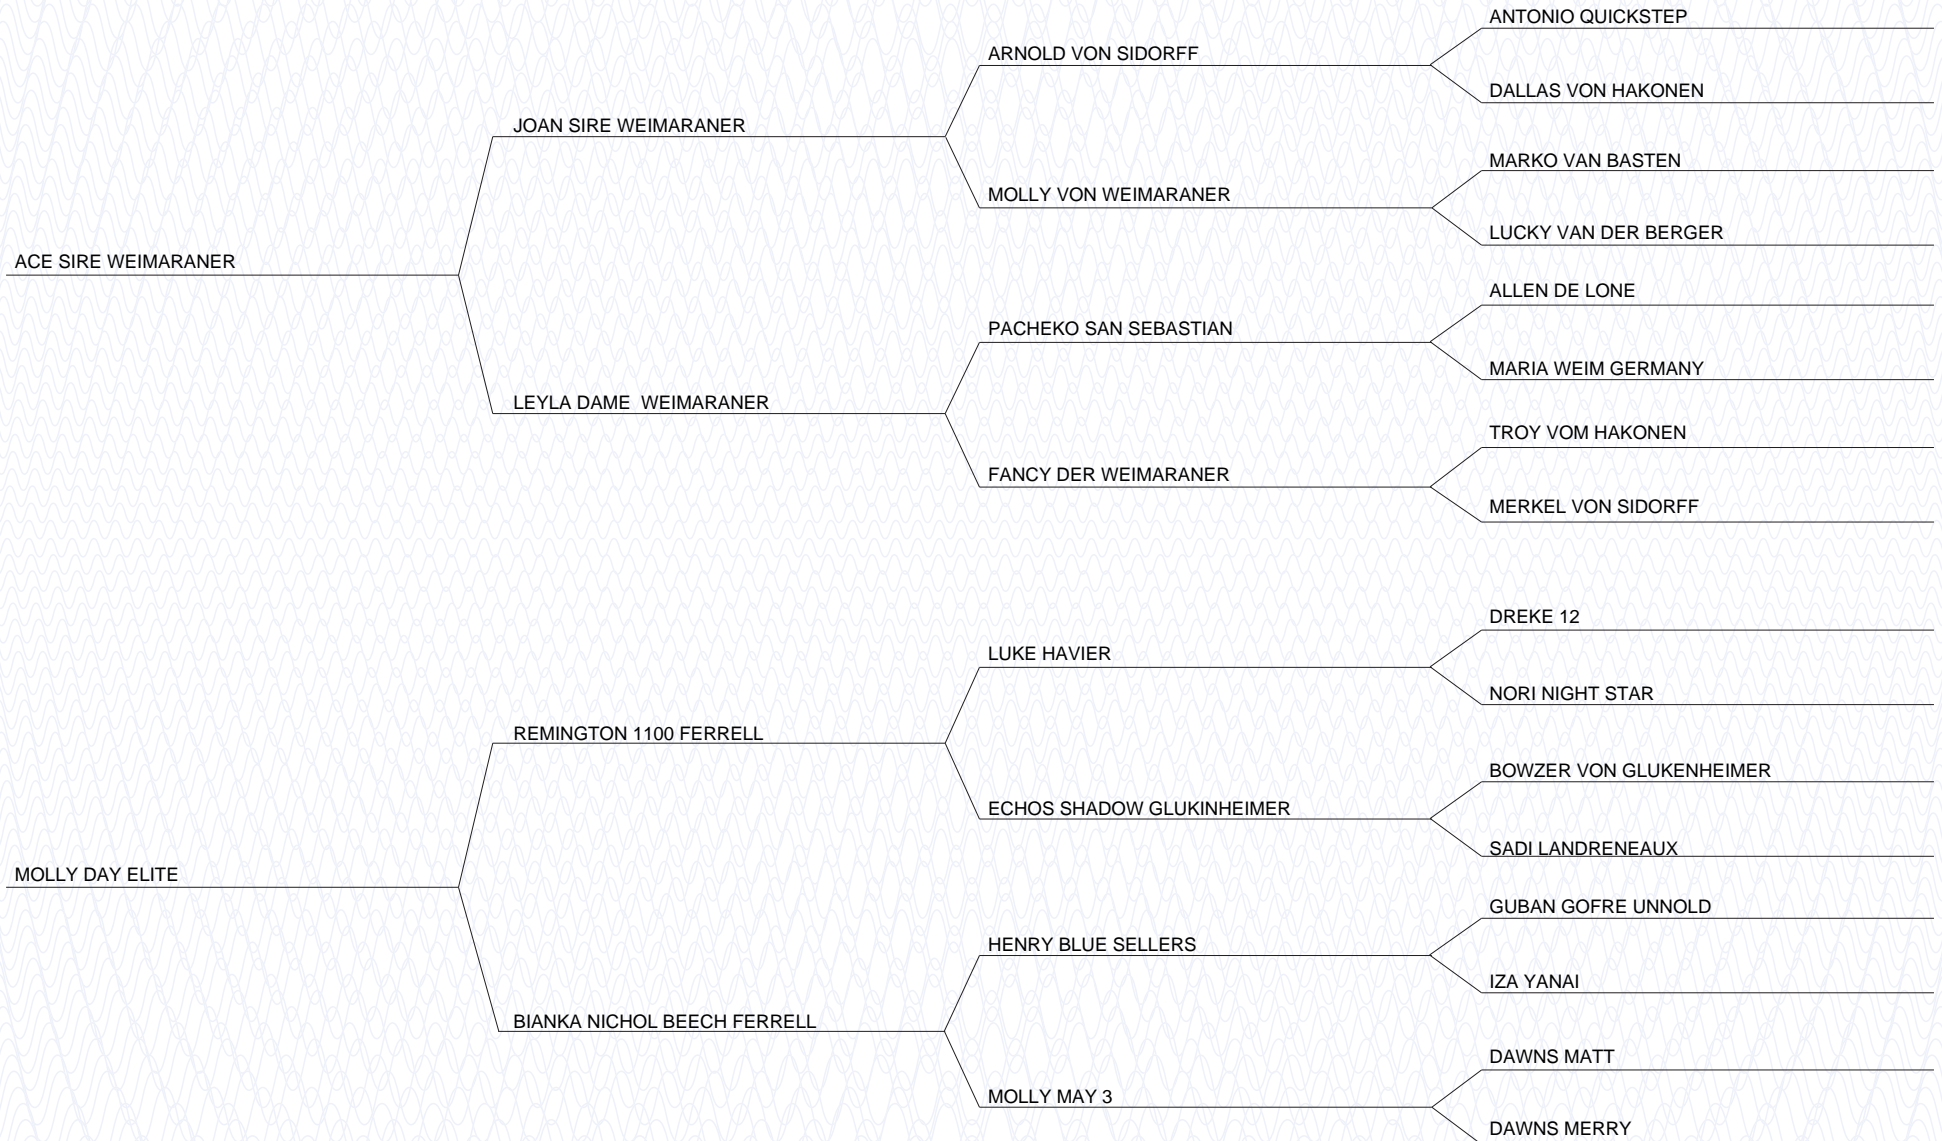 ANTONIO QUICKSTEP
ARNOLD VON SIDORFF
DALLAS VON HAKONEN
JOAN SIRE WEIMARANER
MARKO VAN BASTEN
MOLLY VON WEIMARANER
LUCKY VAN DER BERGER
ACE SIRE WEIMARANER
ALLEN DE LONE
PACHEKO SAN SEBASTIAN
MARIA WEIM GERMANY
LEYLA DAME  WEIMARANER
TROY VOM HAKONEN
FANCY DER WEIMARANER
MERKEL VON SIDORFF
DREKE 12
LUKE HAVIER
NORI NIGHT STAR
REMINGTON 1100 FERRELL
BOWZER VON GLUKENHEIMER
ECHOS SHADOW GLUKINHEIMER
SADI LANDRENEAUX
MOLLY DAY ELITE
GUBAN GOFRE UNNOLD
HENRY BLUE SELLERS
IZA YANAI
BIANKA NICHOL BEECH FERRELL
DAWNS MATT
MOLLY MAY 3
DAWNS MERRY